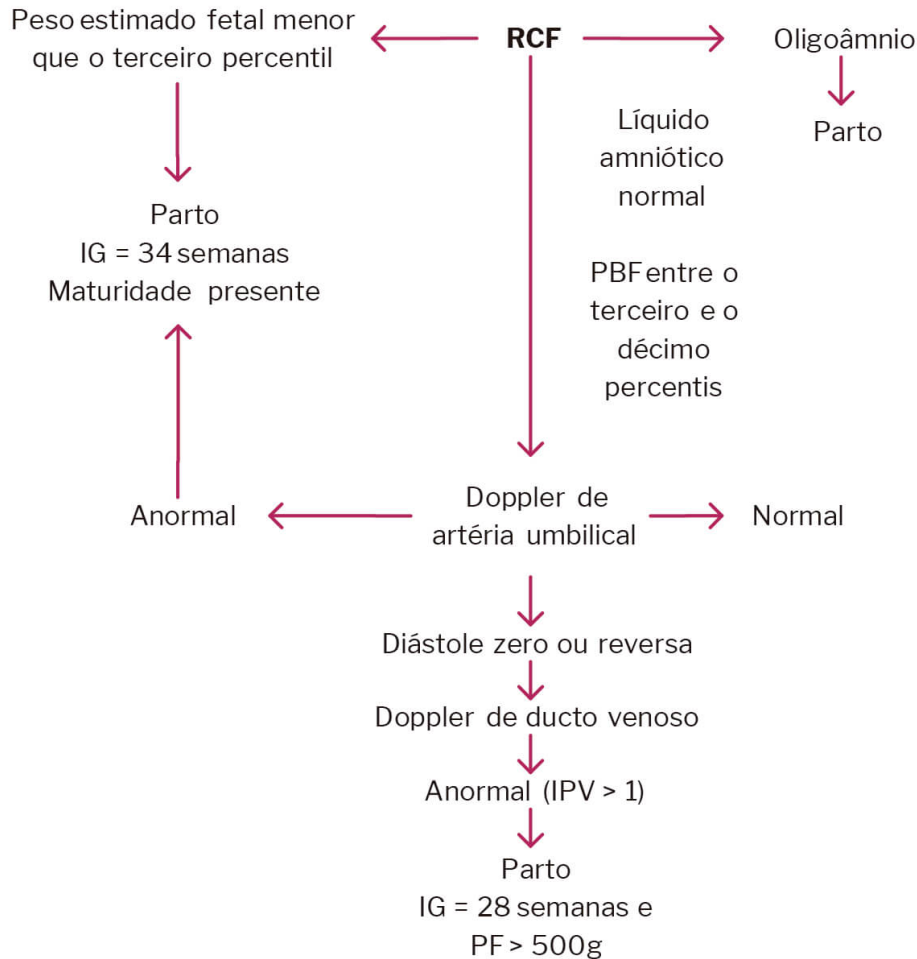 Peso estimado fetal menor
que o terceiro percentil
RCF
Oligoâmnio
Parto
Líquido
amniótico
normal
Parto
IG = 34 semanas
Maturidade presente
PBF entre o
terceiro e o
décimo
percentis
Anormal
Doppler de
artéria umbilical
Normal
Diástole zero ou reversa
Doppler de ducto venoso
Anormal (IPV > 1)
Parto
IG = 28 semanas e
PF > 500g